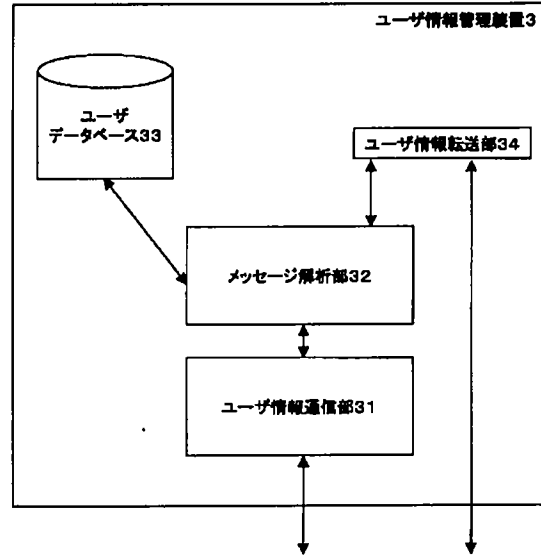 ユーザ情報管理装置3
ユーザ
データベース33
ユーザ情報転送部34
メッセージ解析部32
ユーザ情報通信部31